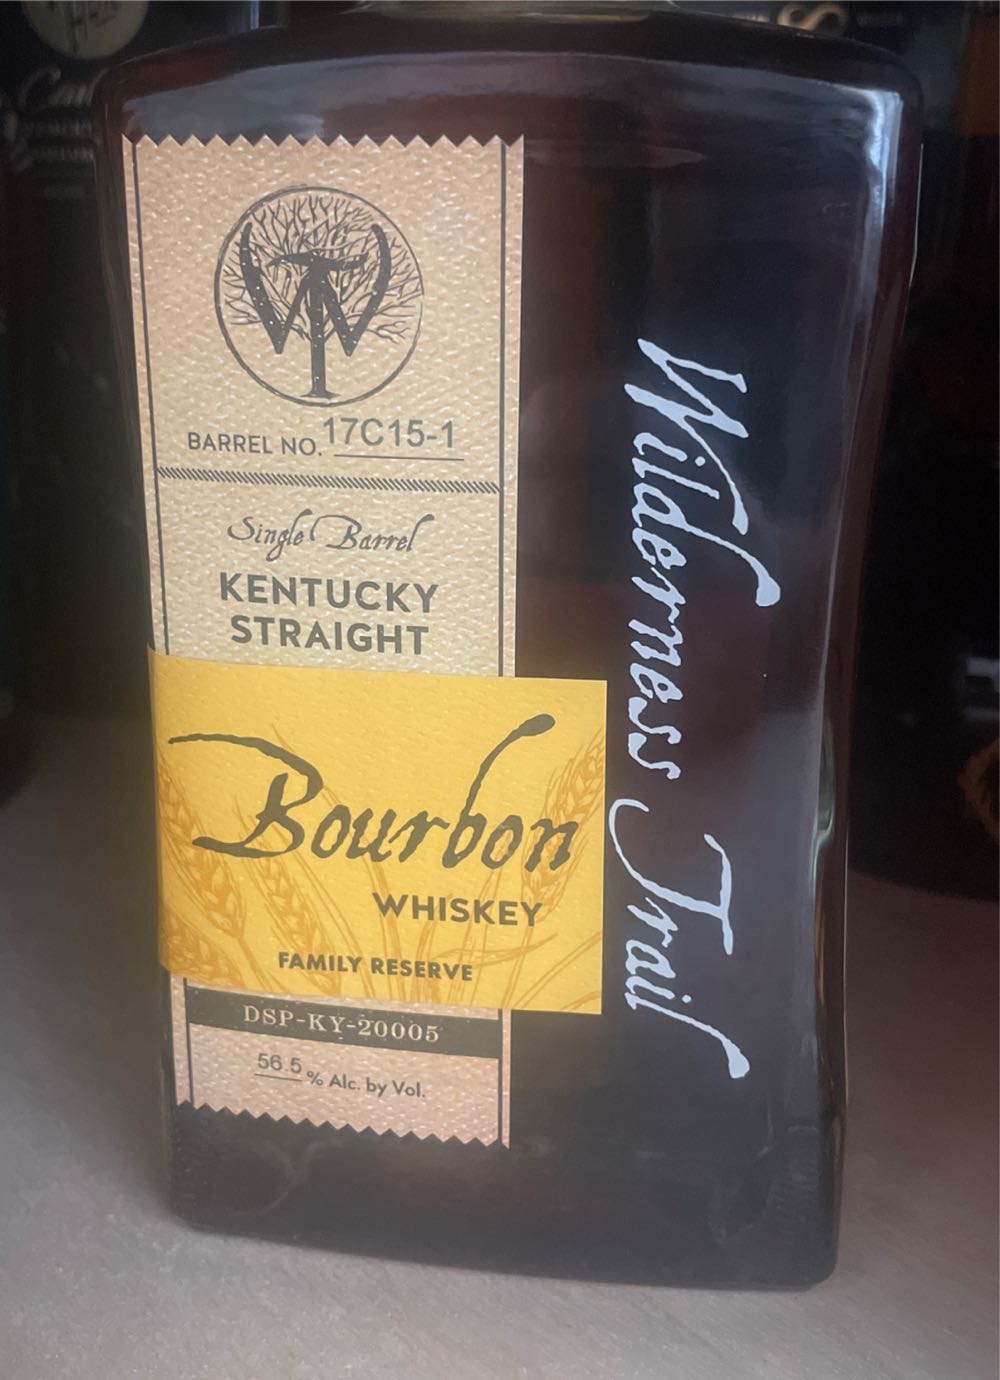 WT
BARREL NO. 17C15-1
Single Barrel
KENTUCKY
STRAIGHT
Bourbon
WHISKEY
FAMILY RESERVE
DSP-KY-20005
56.5 % Alc. by Vol.
Wilderness Trail